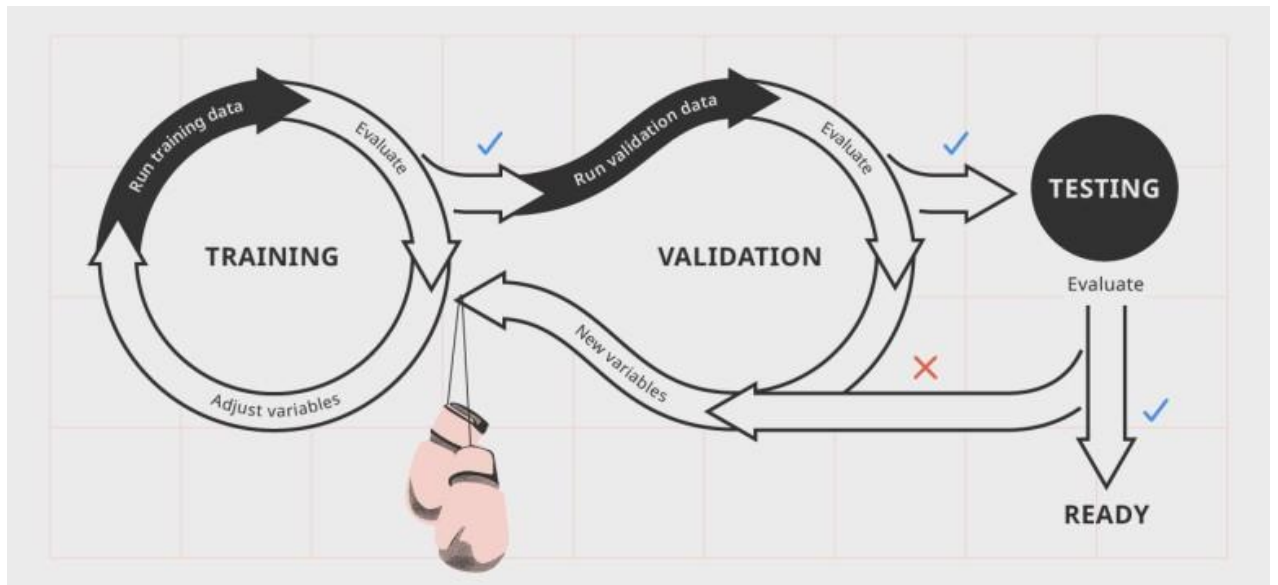 Run training data
Evaluate
TRAINING
Adjust variables
Run validation data
Evaluate
VALIDATION
New variables
TESTING
Evaluate
READY